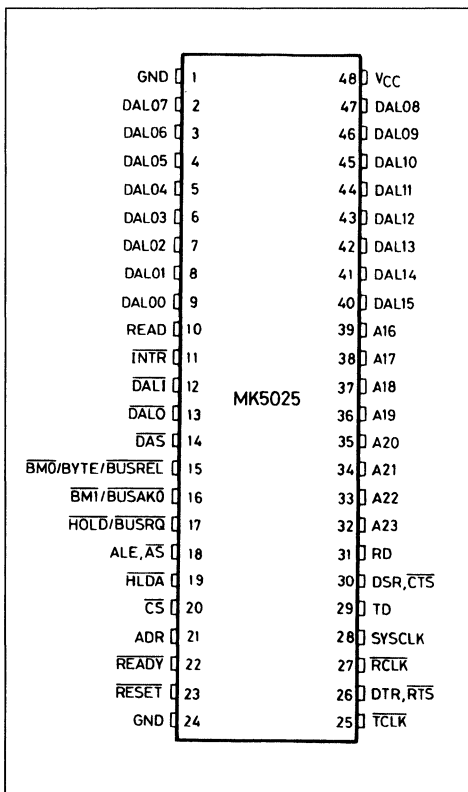 GND 1 48 VCC
DAL07 2 47 DAL08
DAL06 3 46 DAL09
DAL05 4 45 DAL10
DAL04 5 44 DAL11
DAL03 6 43 DAL12
DAL02 7 42 DAL13
DAL01 8 41 DAL14
DAL00 9 40 DAL15
READ 10 39 A16
INTR 11 38 A17
DALI 12 37 A18
MK5025
DALO 13 36 A19
DAS 14 35 A20
BM0/BYTE/BUSREL 15 34 A21
BM1/BUSAKO 16 33 A22
HOLD/BUSRQ 17 32 A23
ALE,AS 18 31 RD
HLDA 19 30 DSR,CTS
CS 20 29 TD
ADR 21 28 SYSCLK
READY 22 27 RCLK
RESET 23 26 DTR,RTS
GND 24 25 TCLK